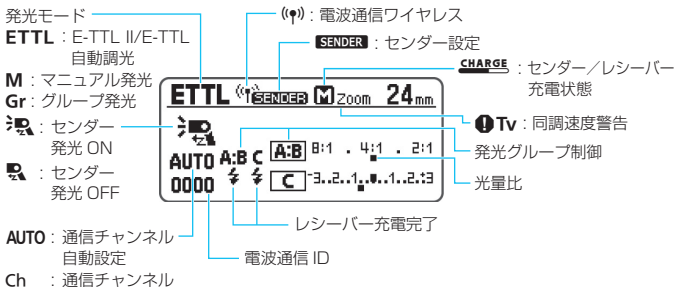 発光モード
ETTL：E-TTL II/E-TTL
自動調光
M：マニュアル発光
Gr：グループ発光
：センダー
発光 ON
：センダー
発光 OFF
AUTO：通信チャンネル
自動設定
Ch ：通信チャンネル
((•))：電波通信ワイヤレス
SENDER：センダー設定
CHARGE：センダー／レシーバー
充電状態
Tv：同調速度警告
発光グループ制御
光量比
レシーバー充電完了
電波通信 ID
ETTL SENDER M Zoom 24mm
AUTO A:B C A:B 8:1 . 4:1 . 2:1
0000 C -3..2..1..0..1..2.:3